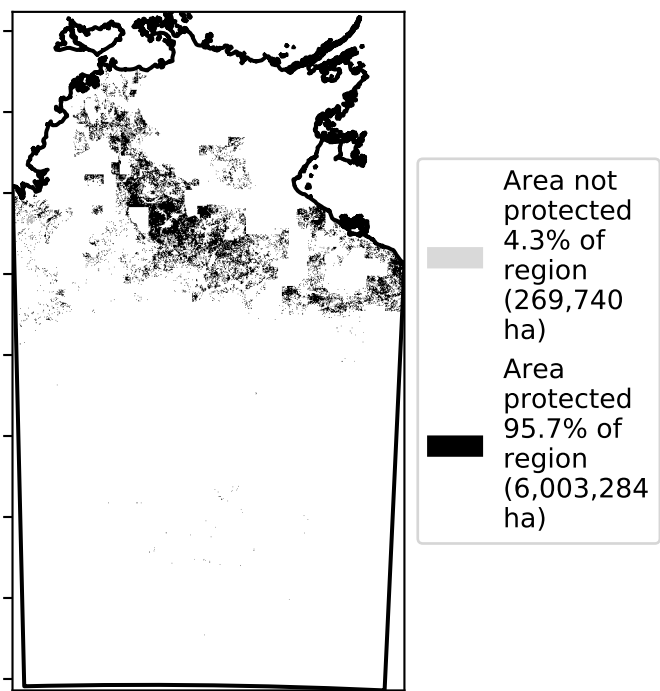 Area not
protected
4.3% of
region
(269,740
ha)
Area
protected
95.7% of
region
(6,003,284
ha)